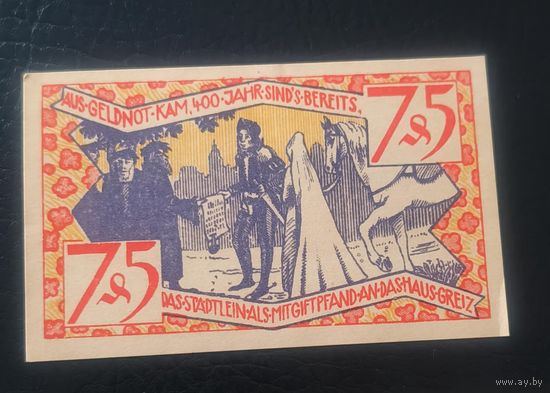 AUS·GELDNOT·KAM, 400·JAHR·SIND'S·BEREITS,
75
75
DAS·STÄDTLEIN·ALS·MITGIFTPFAND·AN·DAS·HAUS·GREIZ
www.ay.by